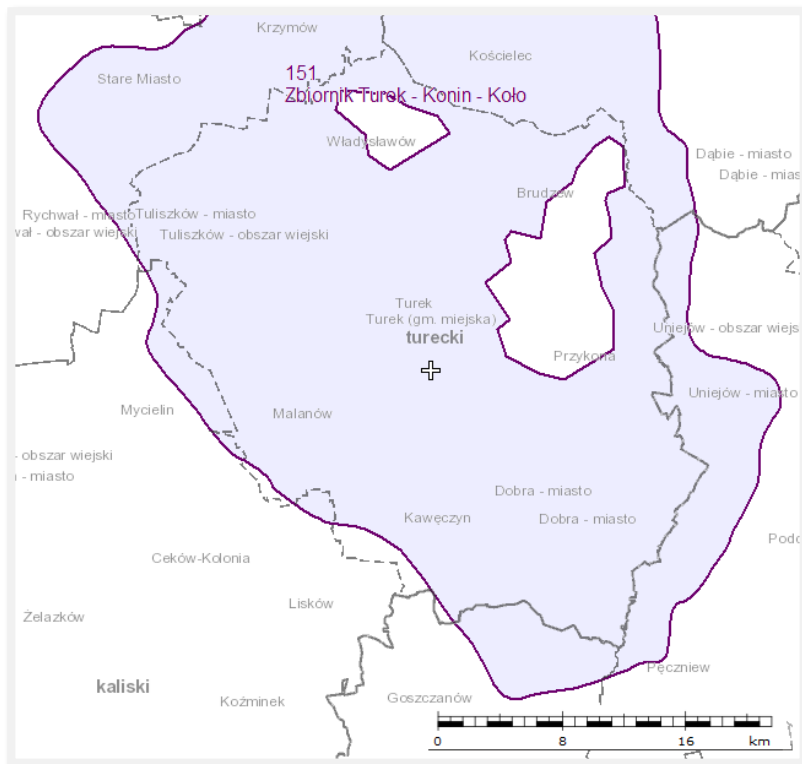 Krzymów
Kościelec
151
Zbiornik Turek - Konin - Koło
Stare Miasto
Władysławów
Dąbie - miasto
Dąbie - mias
Brudzew
Rychwał - miasto
Tuliszków - miasto
wał - obszar wiejski
Tuliszków - obszar wiejski
Turek
Turek (gm. miejska)
turecki
Uniejów - obszar wiejs
Przykona
Uniejów - miasto
Mycielin
Malanów
- obszar wiejski
- miasto
Dobra - miasto
Kawęczyn
Dobra - miasto
Podd
Ceków-Kolonia
Lisków
Żelazków
Pęczniew
kaliski
Koźminek
Goszczanów
0 8 16 km